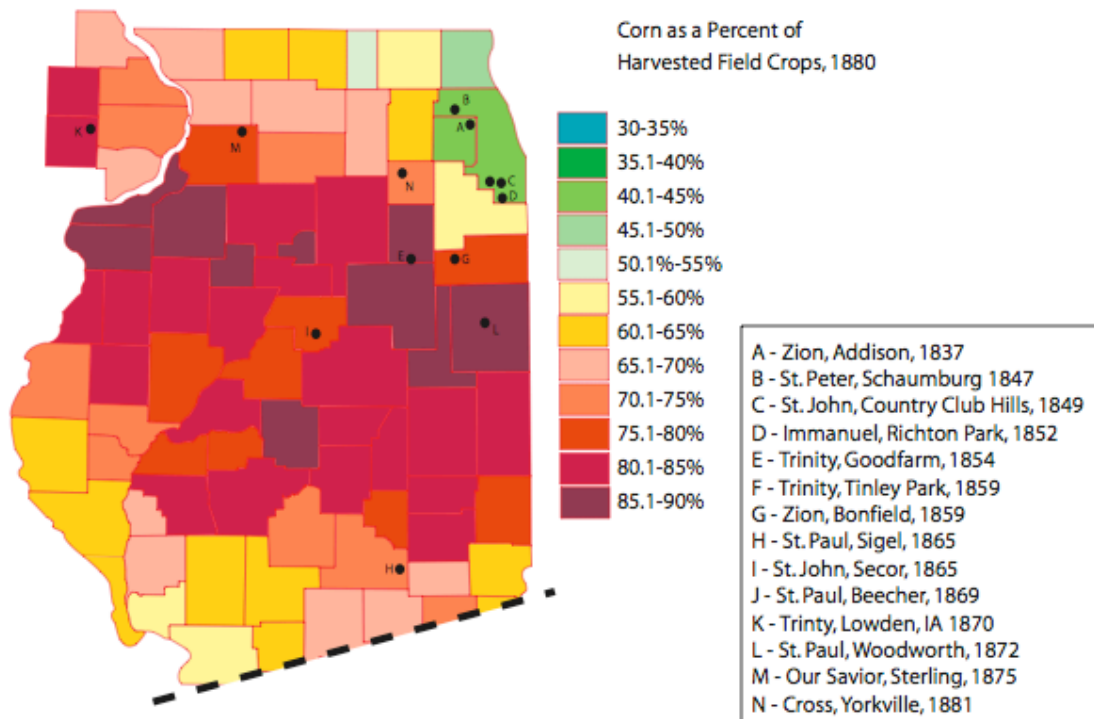 Corn as a Percent of
Harvested Field Crops, 1880
30-35%
35.1-40%
40.1-45%
45.1-50%
50.1%-55%
55.1-60%
60.1-65%
65.1-70%
70.1-75%
75.1-80%
80.1-85%
85.1-90%
B
A
K
M
N
C
D
E
G
I
L
H
A - Zion, Addison, 1837
B - St. Peter, Schaumburg 1847
C - St. John, Country Club Hills, 1849
D - Immanuel, Richton Park, 1852
E - Trinity, Goodfarm, 1854
F - Trinity, Tinley Park, 1859
G - Zion, Bonfield, 1859
H - St. Paul, Sigel, 1865
I - St. John, Secor, 1865
J - St. Paul, Beecher, 1869
K - Trinty, Lowden, IA 1870
L - St. Paul, Woodworth, 1872
M - Our Savior, Sterling, 1875
N - Cross, Yorkville, 1881